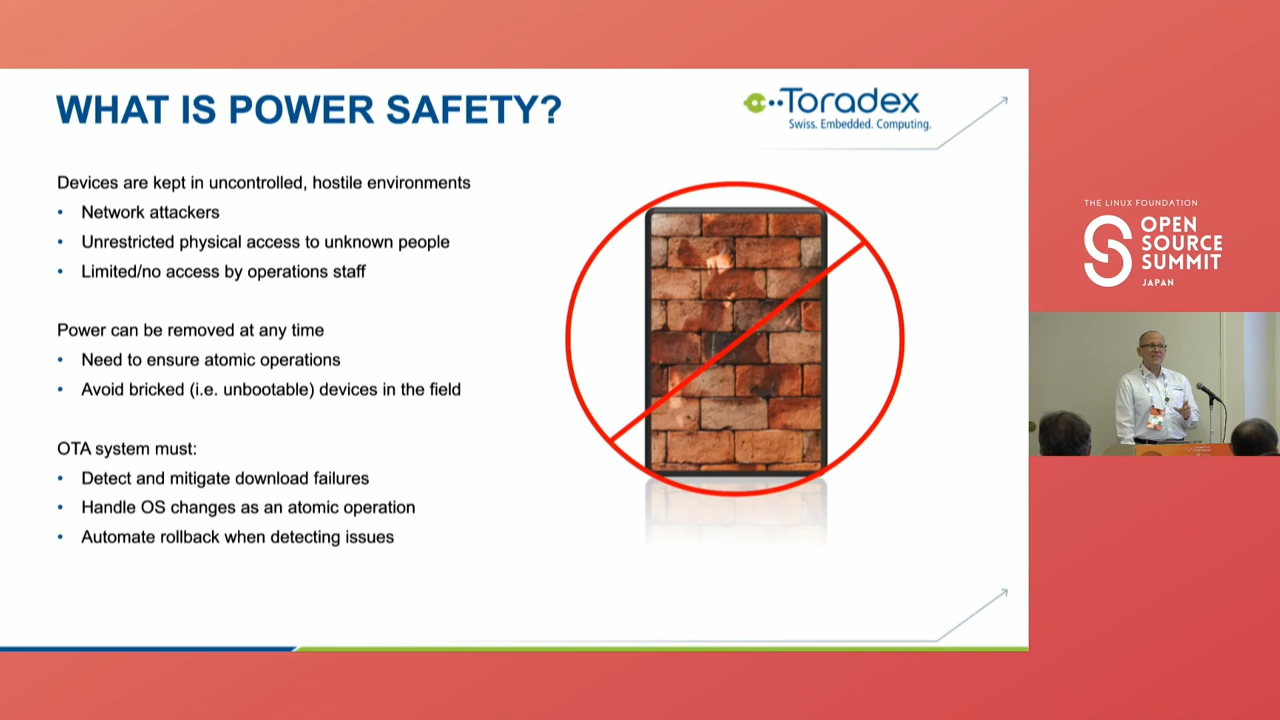 WHAT IS POWER SAFETY?
Toradex
Swiss. Embedded. Computing.
Devices are kept in uncontrolled, hostile environments
• Network attackers
• Unrestricted physical access to unknown people
• Limited/no access by operations staff
Power can be removed at any time
• Need to ensure atomic operations
• Avoid bricked (i.e. unbootable) devices in the field
OTA system must:
• Detect and mitigate download failures
• Handle OS changes as an atomic operation
• Automate rollback when detecting issues
THE LINUX FOUNDATION
OPEN
SOURCE
SUMMIT
JAPAN